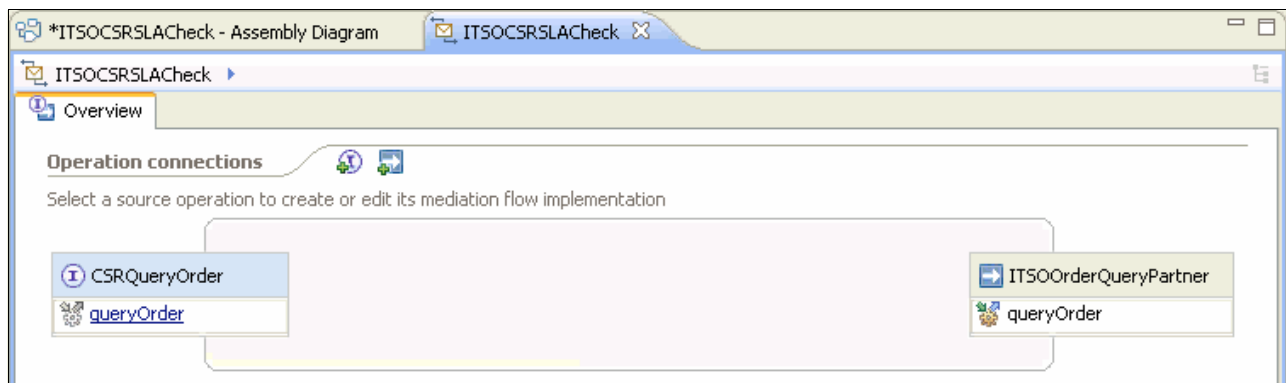 *ITSOCSRSLACheck - Assembly Diagram ITSOCSRSLACheck
ITSOCSRSLACheck
Overview
Operation connections
Select a source operation to create or edit its mediation flow implementation
CSRQueryOrder
queryOrder
ITSOOrderQueryPartner
queryOrder